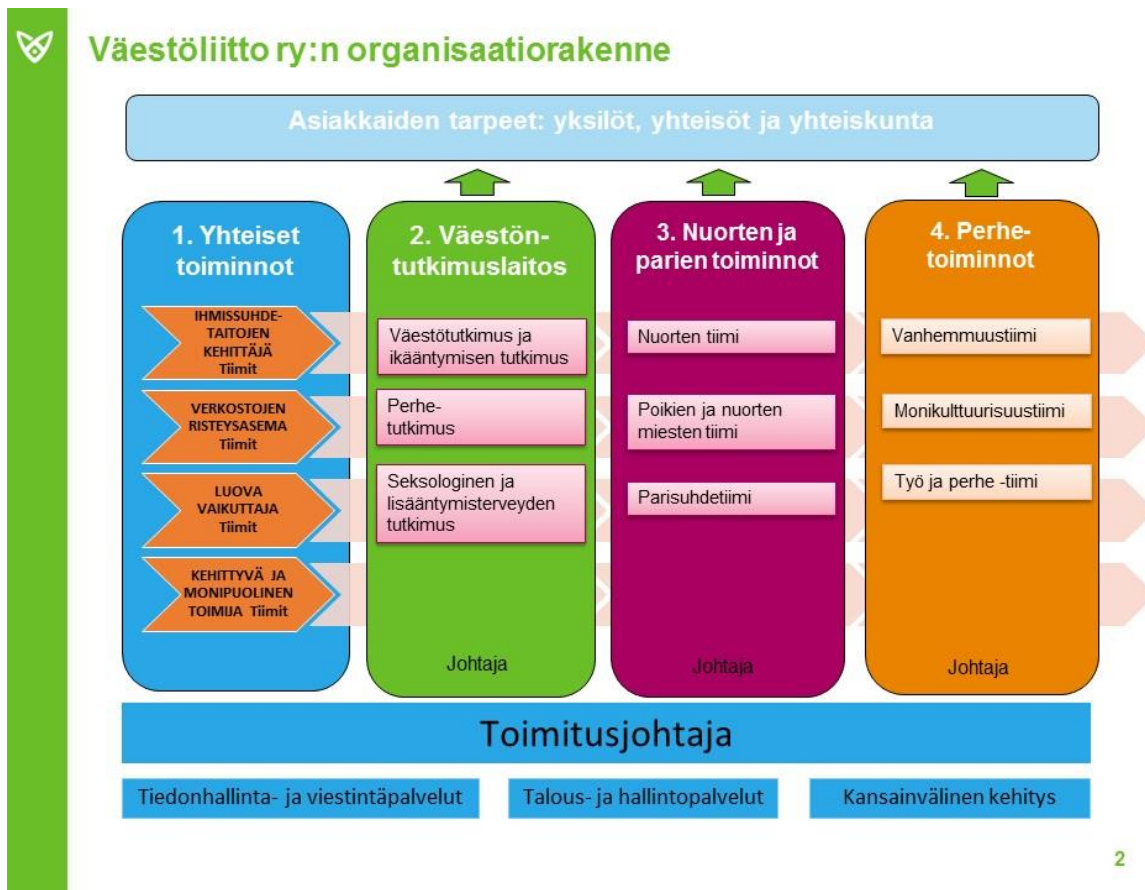 Väestöliitto ry:n organisaatiorakenne
Asiakkaiden tarpeet: yksilöt, yhteisöt ja yhteiskunta
1. Yhteiset
toiminnot
IHMISSUHDE-
TAITOJEN
KEHITTÄJÄ
Tiimit
VERKOSTOJEN
RISTEYSASEMA
Tiimit
LUOVA
VAIKUTTAJA
Tiimit
KEHITTYVÄ JA
MONIPUOLINEN
TOIMIJA Tiimit
2. Väestön-
tutkimuslaitos
Väestötutkimus ja
ikääntymisen tutkimus
Perhe-
tutkimus
Seksologinen ja
lisääntymisterveyden
tutkimus
Johtaja
3. Nuorten ja
parien toiminnot
Nuorten tiimi
Poikien ja nuorten
miesten tiimi
Parisuhdetiimi
Johtaja
4. Perhe-
toiminnot
Vanhemmuustiimi
Monikulttuurisuustiimi
Työ ja perhe -tiimi
Johtaja
Toimitusjohtaja
Tiedonhallinta- ja viestintäpalvelut
Talous- ja hallintopalvelut
Kansainvälinen kehitys
2